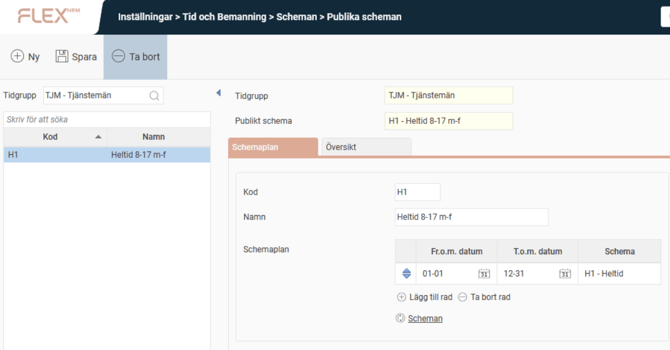 FLEX HRM
Inställningar > Tid och Bemanning > Scheman > Publika scheman
Ny Spara Ta bort
Tidgrupp TJM - Tjänstemän
Skriv för att söka
Kod Namn
H1 Heltid 8-17 m-f
Tidgrupp TJM - Tjänstemän
Publikt schema H1 - Heltid 8-17 m-f
Schemaplan Översikt
Kod H1
Namn Heltid 8-17 m-f
Schemaplan Fr.o.m. datum T.o.m. datum Schema
01-01 31 12-31 31 H1 - Heltid
Lägg till rad Ta bort rad
Scheman